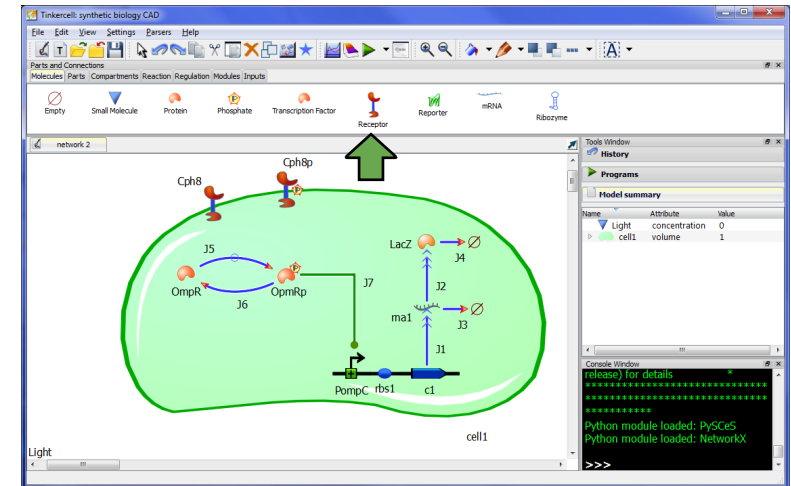 Tinkercell: synthetic biology CAD
File Edit View Settings Parsers Help
Parts and Connections
Molecules Parts Compartments Reaction Regulation Modules Inputs
Empty
Small Molecule
Protein
Phosphate
Transcription Factor
Receptor
Reporter
mRNA
Ribozyme
network 2
Cph8p
Cph8
J5
OmpR
J6
OpmRp
J7
LacZ
J4
J2
rna1
J3
J1
PompC
rbs1
c1
cell1
Light
Tools Window
History
Programs
Model summary
Name Attribute Value
Light concentration 0
cell1 volume 1
Console Window
release) for details *
******************************
******************************
***********
Python module loaded: PySCeS
Python module loaded: NetworkX
>>>